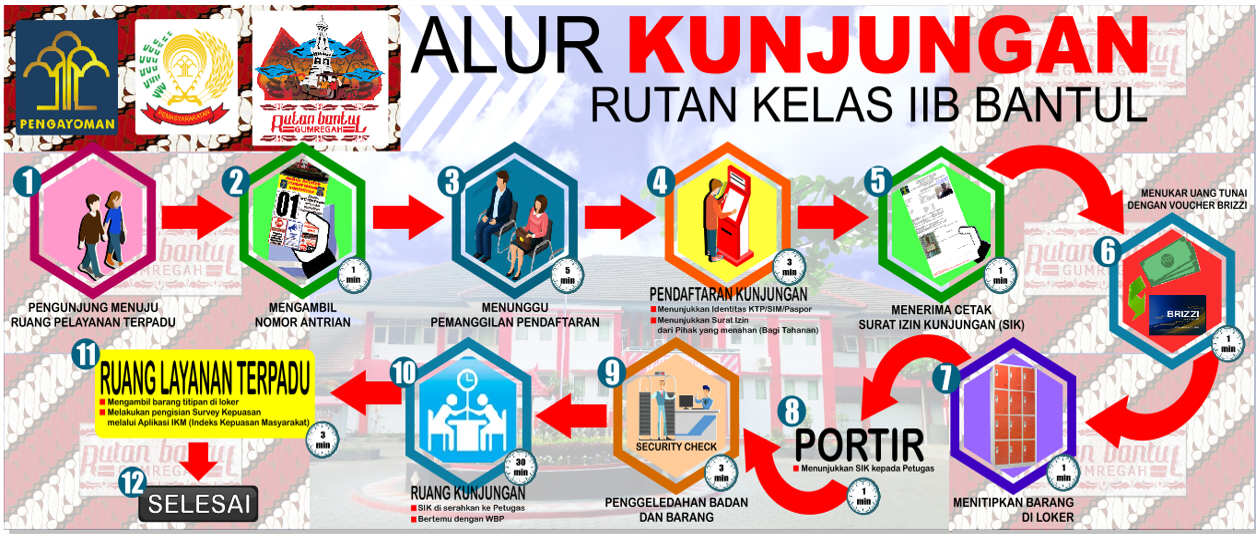 PENGAYOMAN
PEMASYARAKATAN
Rutan bantul
GUMREGAH
ALUR KUNJUNGAN
RUTAN KELAS IIB BANTUL
1
PENGUNJUNG MENUJU
RUANG PELAYANAN TERPADU
2
01
1
min
MENGAMBIL
NOMOR ANTRIAN
3
5
min
MENUNGGU
PEMANGGILAN PENDAFTARAN
4
3
min
PENDAFTARAN KUNJUNGAN
Menunjukkan Identitas KTP/SIM/Paspor
Menunjukkan Surat Izin
dari Pihak yang menahan (Bagi Tahanan)
5
1
min
MENERIMA CETAK
SURAT IZIN KUNJUNGAN (SIK)
MENUKAR UANG TUNAI
DENGAN VOUCHER BRIZZI
6
BRIZZI
1
min
7
1
min
MENITIPKAN BARANG
DI LOKER
8
PORTIR
Menunjukkan SIK kepada Petugas
1
min
9
SECURITY CHECK
3
min
PENGGELEDAHAN BADAN
DAN BARANG
10
30
min
RUANG KUNJUNGAN
SIK di serahkan ke Petugas
Bertemu dengan WBP
11
RUANG LAYANAN TERPADU
Mengambil barang titipan di loker
Melakukan pengisian Survey Kepuasan
melalui Aplikasi IKM (Indeks Kepuasan Masyarakat)
3
min
12
SELESAI